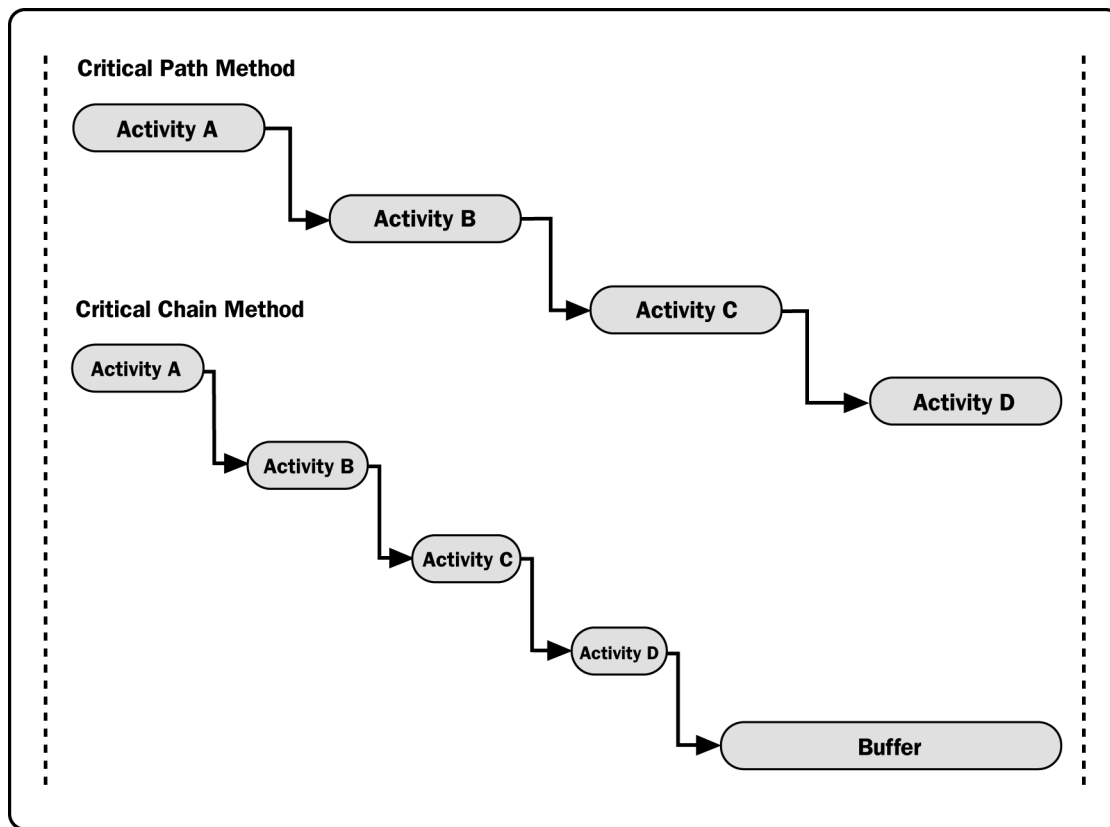 Critical Path Method
Activity A
Activity B
Activity C
Activity D
Critical Chain Method
Activity A
Activity B
Activity C
Activity D
Buffer